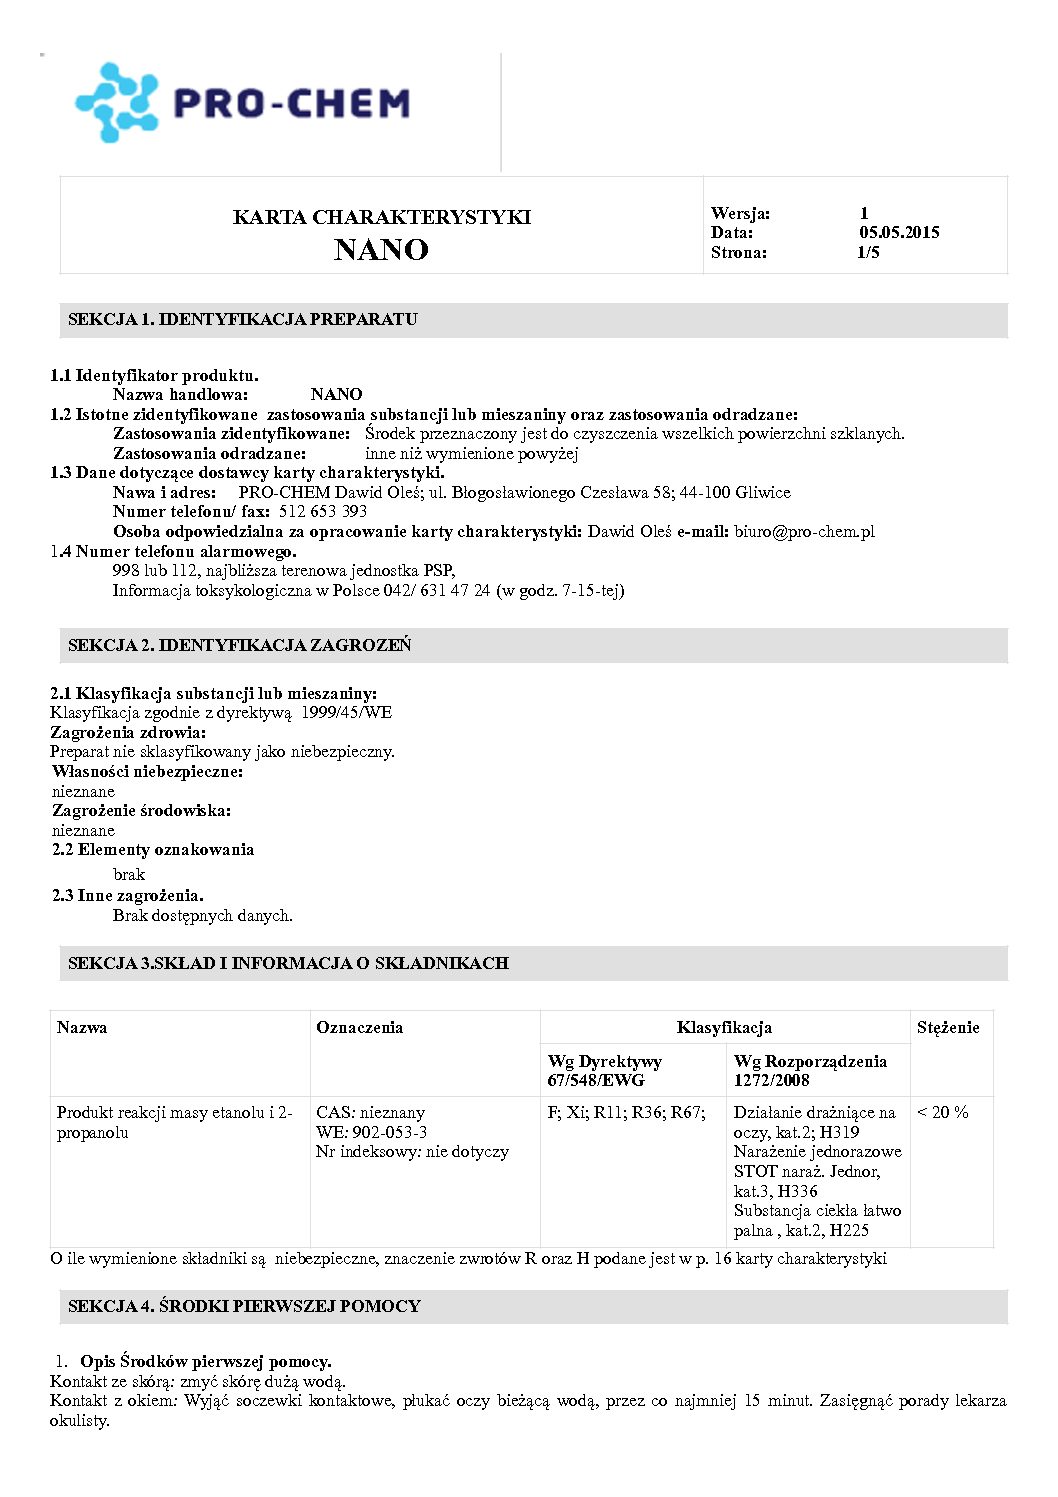 PRO-CHEM
KARTA CHARAKTERYSTYKI
NANO
Wersja: 1
Data: 05.05.2015
Strona: 1/5
SEKCJA 1. IDENTYFIKACJA PREPARATU
1.1 Identyfikator produktu.
Nazwa handlowa: NANO
1.2 Istotne zidentyfikowane zastosowania substancji lub mieszaniny oraz zastosowania odradzane:
Zastosowania zidentyfikowane: Środek przeznaczony jest do czyszczenia wszelkich powierzchni szklanych.
Zastosowania odradzane: inne niż wymienione powyżej
1.3 Dane dotyczące dostawcy karty charakterystyki.
Nawa i adres: PRO-CHEM Dawid Oleś; ul. Błogosławionego Czesława 58; 44-100 Gliwice
Numer telefonu/ fax: 512 653 393
Osoba odpowiedzialna za opracowanie karty charakterystyki: Dawid Oleś e-mail: biuro@pro-chem.pl
1.4 Numer telefonu alarmowego.
998 lub 112, najbliższa terenowa jednostka PSP,
Informacja toksykologiczna w Polsce 042/ 631 47 24 (w godz. 7-15-tej)
SEKCJA 2. IDENTYFIKACJA ZAGROZEŃ
2.1 Klasyfikacja substancji lub mieszaniny:
Klasyfikacja zgodnie z dyrektywą 1999/45/WE
Zagrożenia zdrowia:
Preparat nie sklasyfikowany jako niebezpieczny.
Własności niebezpieczne:
nieznane
Zagrożenie środowiska:
nieznane
2.2 Elementy oznakowania
brak
2.3 Inne zagrożenia.
Brak dostępnych danych.
SEKCJA 3.SKŁAD I INFORMACJA O SKŁADNIKACH
Nazwa Oznaczenia Klasyfikacja Stężenie
Wg Dyrektywy Wg Rozporządzenia
67/548/EWG 1272/2008
Produkt reakcji masy etanolu i 2- CAS: nieznany F; Xi; R11; R36; R67; Działanie drażniące na < 20 %
propanolu WE: 902-053-3 oczy, kat.2; H319
Nr indeksowy: nie dotyczy Narażenie jednorazowe
STOT naraż. Jednor,
kat.3, H336
Substancja ciekła łatwo
palna , kat.2, H225
O ile wymienione składniki są niebezpieczne, znaczenie zwrotów R oraz H podane jest w p. 16 karty charakterystyki
SEKCJA 4. ŚRODKI PIERWSZEJ POMOCY
1. Opis Środków pierwszej pomocy.
Kontakt ze skórą: zmyć skórę dużą wodą.
Kontakt z okiem: Wyjąć soczewki kontaktowe, płukać oczy bieżącą wodą, przez co najmniej 15 minut. Zasięgnąć porady lekarza
okulisty.